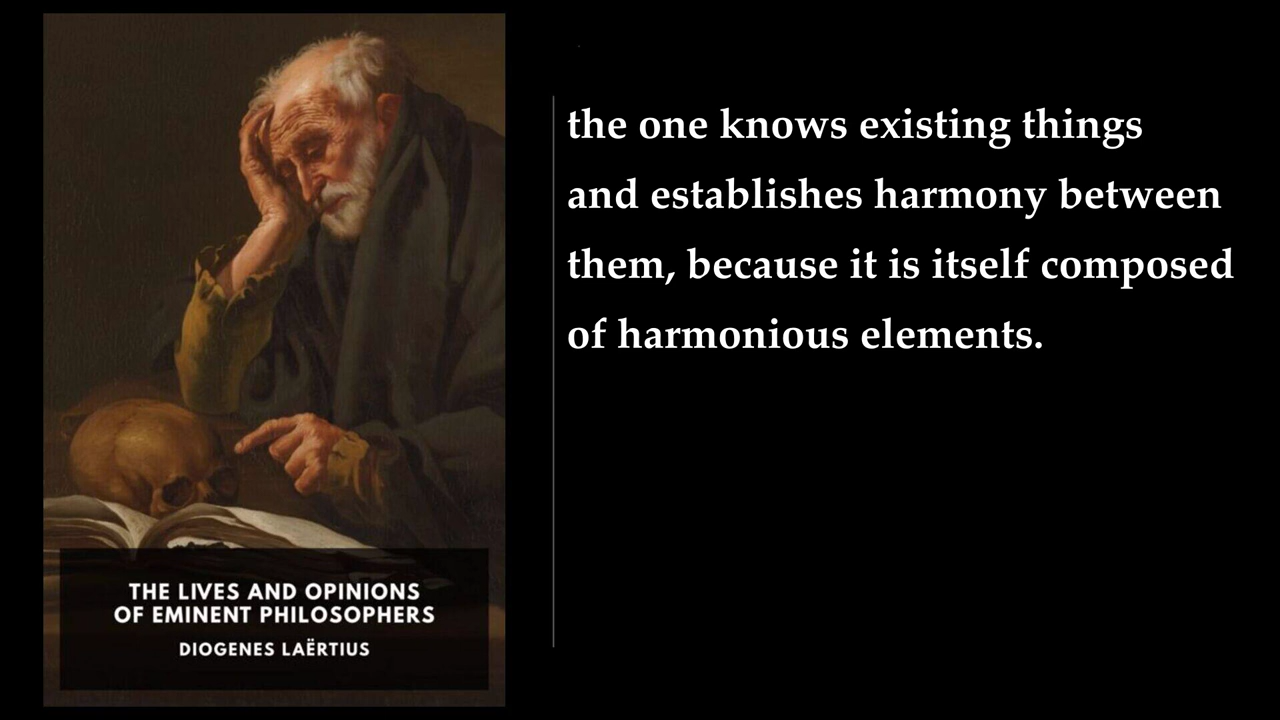 the one knows existing things
and establishes harmony between
them, because it is itself composed
of harmonious elements.
THE LIVES AND OPINIONS
OF EMINENT PHILOSOPHERS
DIOGENES LAËRTIUS